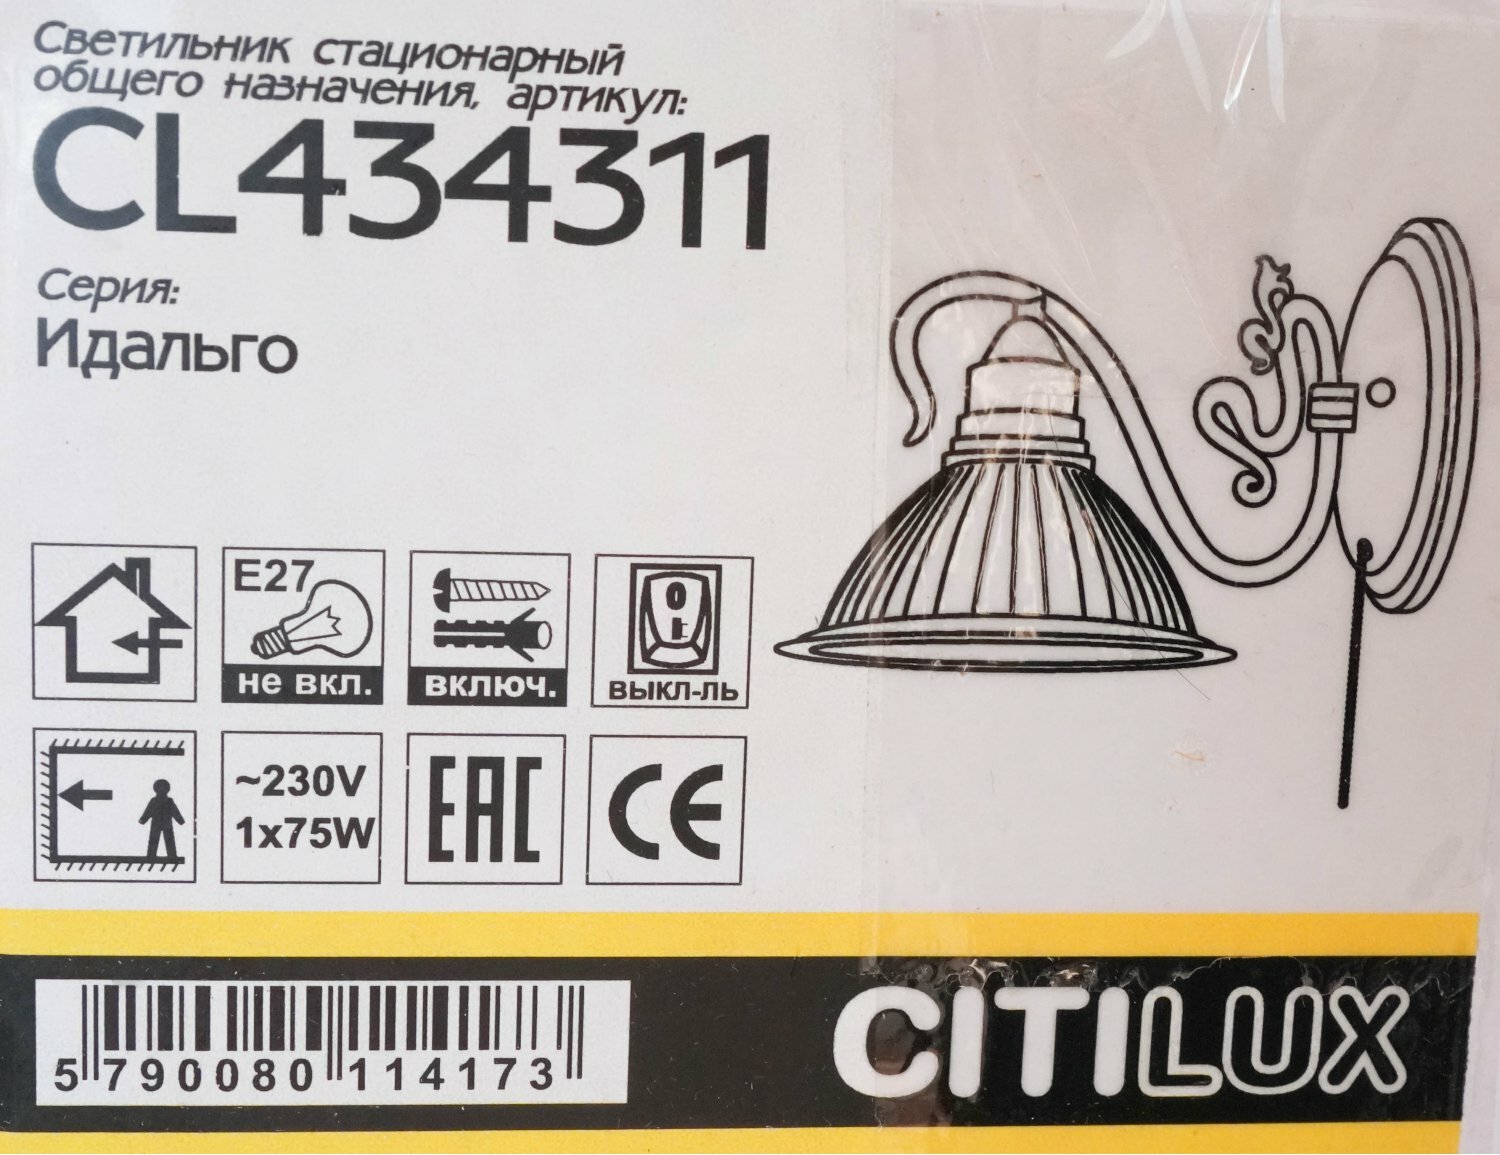 Светильник стационарный
общего назначения, артикул:
CL434311
Серия:
Идальго
E27
не вкл.
включ.
O
I
выкл-ль
~230V
1x75W
EAC
CE
5 790080 114173
CITILUX